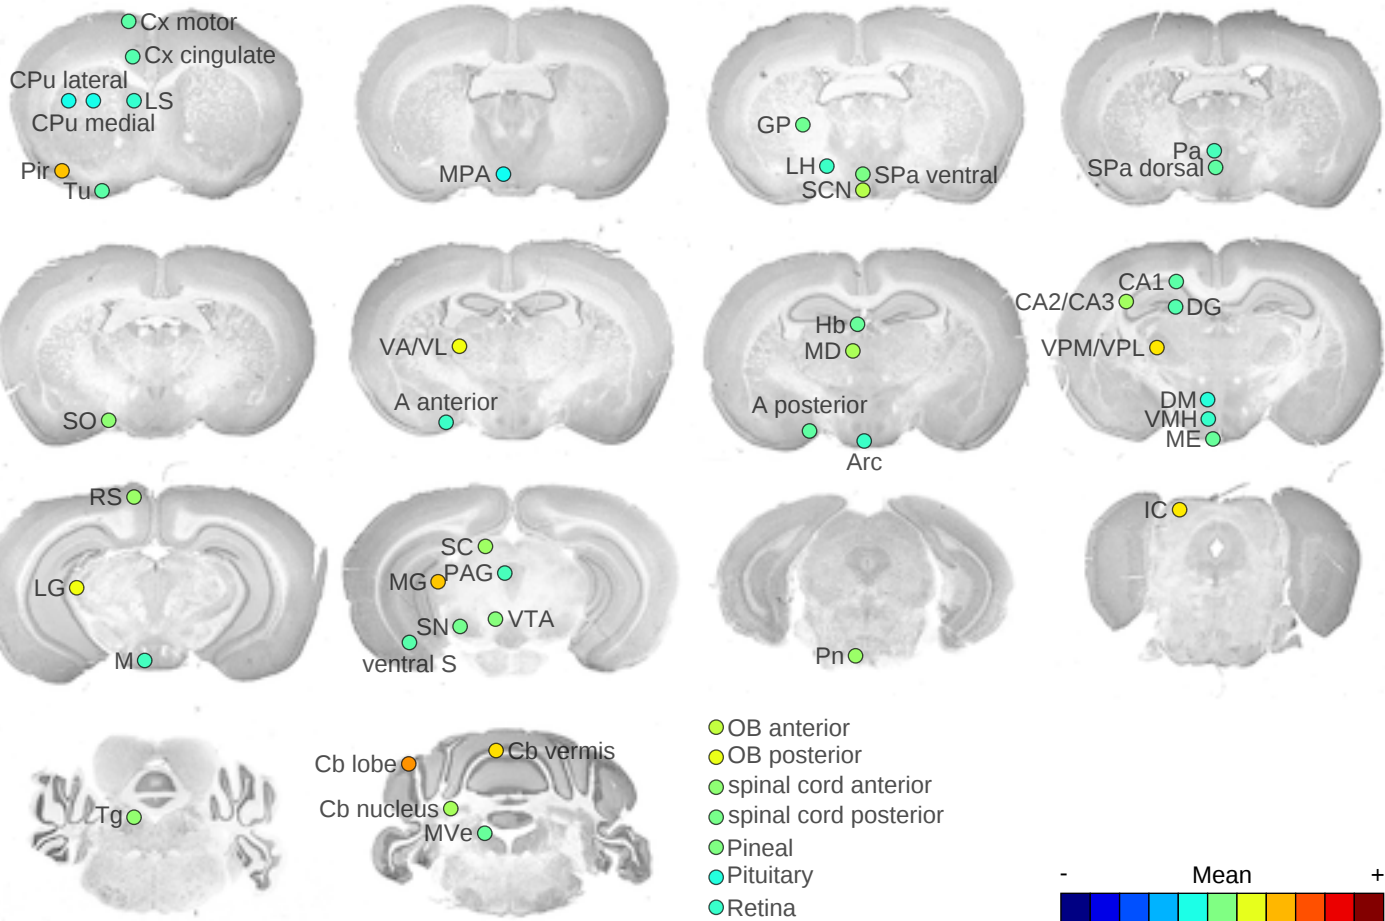 Cx motor
Cx cingulate
CPu lateral
LS
CPu medial
Pir
Tu
MPA
GP
LH
SPa ventral
SCN
Pa
SPa dorsal
SO
VA/VL
A anterior
Hb
MD
A posterior
Arc
CA1
CA2/CA3
DG
VPM/VPL
DM
VMH
ME
RS
LG
M
SC
MG
PAG
SN
VTA
ventral S
Pn
IC
Tg
Cb lobe
Cb vermis
Cb nucleus
MVe
OB anterior
OB posterior
spinal cord anterior
spinal cord posterior
Pineal
Pituitary
Retina
- Mean +